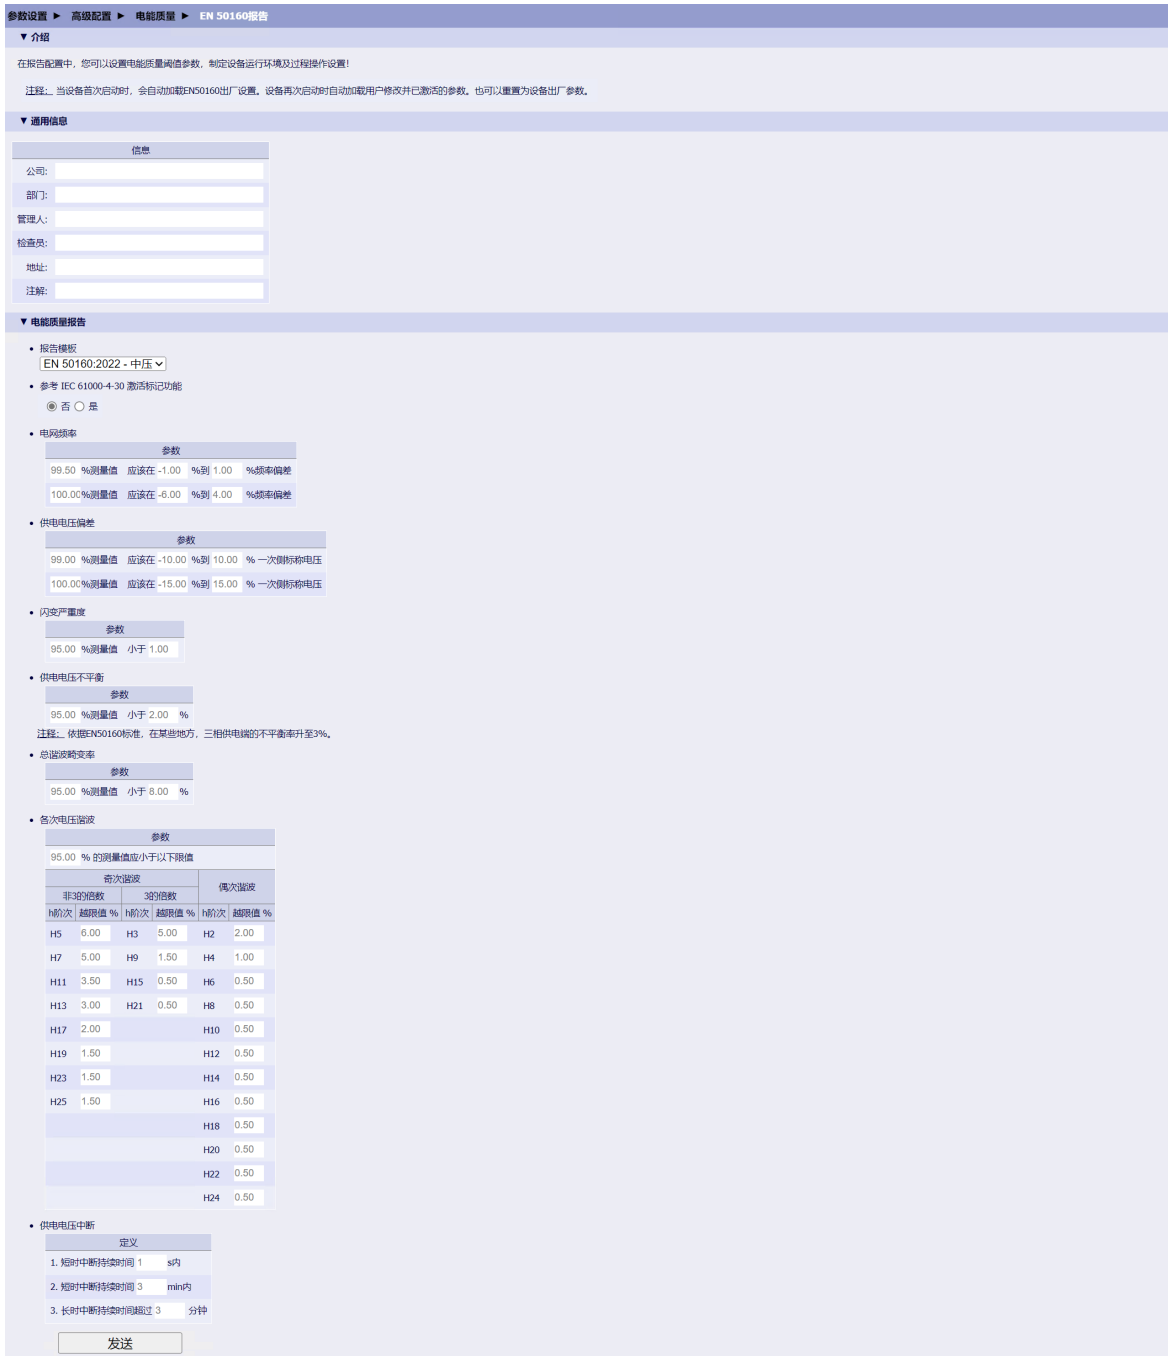 参数设置 ▶ 高级配置 ▶ 电能质量 ▶ EN 50160报告
▼ 介绍
在报告配置中，您可以设置电能质量阈值参数，制定设备运行环境及过程操作设置!
注释： 当设备首次启动时，会自动加载EN50160出厂设置。设备再次启动时自动加载用户修改并已激活的参数。也可以重置为设备出厂参数。
▼ 通用信息
信息
公司:
部门:
管理人:
检查员:
地址:
注解:
▼ 电能质量报告
• 报告模板
EN 50160:2022 - 中压
• 参考 IEC 61000-4-30 激活标记功能
否 是
• 电网频率
参数
99.50 %测量值 应该在 -1.00 %到 1.00 %频率偏差
100.00 %测量值 应该在 -6.00 %到 4.00 %频率偏差
• 供电电压偏差
参数
99.00 %测量值 应该在 -10.00 %到 10.00 % 一次侧标称电压
100.00 %测量值 应该在 -15.00 %到 15.00 % 一次侧标称电压
• 闪变严重度
参数
95.00 %测量值 小于 1.00
• 供电电压不平衡
参数
95.00 %测量值 小于 2.00 %
注释： 依据EN50160标准，在某些地方，三相供电端的不平衡率升至3%。
• 总谐波畸变率
参数
95.00 %测量值 小于 8.00 %
• 各次电压谐波
参数
95.00 % 的测量值应小于以下限值
奇次谐波 偶次谐波
非3的倍数 3的倍数
h阶次 越限值 % h阶次 越限值 % h阶次 越限值 %
H5 6.00 H3 5.00 H2 2.00
H7 5.00 H9 1.50 H4 1.00
H11 3.50 H15 0.50 H6 0.50
H13 3.00 H21 0.50 H8 0.50
H17 2.00 H10 0.50
H19 1.50 H12 0.50
H23 1.50 H14 0.50
H25 1.50 H16 0.50
H18 0.50
H20 0.50
H22 0.50
H24 0.50
• 供电电压中断
定义
1. 短时中断持续时间 1 s内
2. 短时中断持续时间 3 min内
3. 长时中断持续时间超过 3 分钟
发送